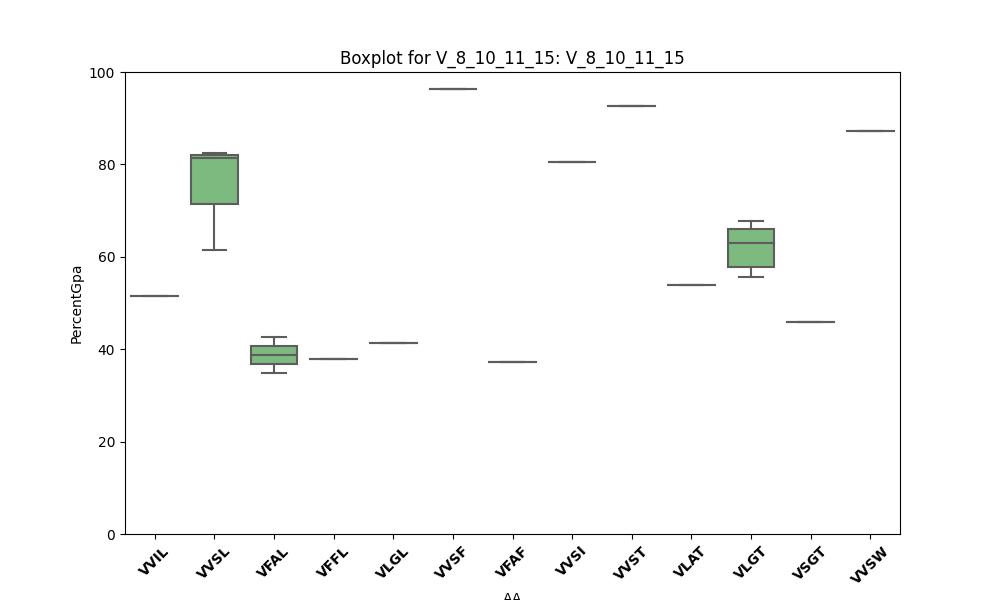 Boxplot for V_8_10_11_15: V_8_10_11_15
100
80
60
40
20
0
PercentGpa
VVIL
VVSL
VFAL
VFFL
VLGL
VVSF
VFAF
VVSI
VVST
VLAT
VLGT
VSGT
VVSW
AA